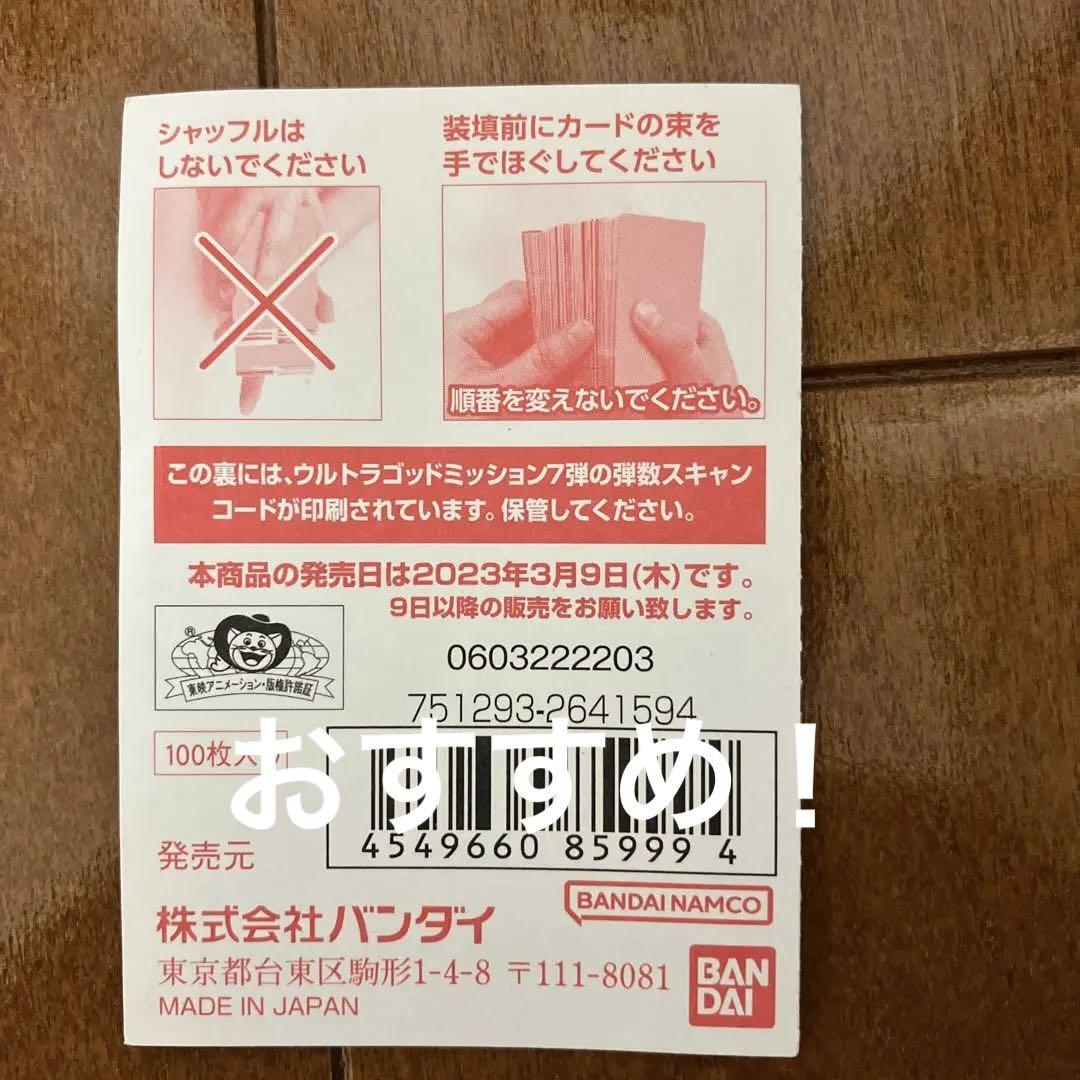 シャッフルは
しないでください
装填前にカードの束を
手でほぐしてください
順番を変えないでください。
この裏には、ウルトラゴッドミッション7弾の弾数スキャン
コードが印刷されています。保管してください。
本商品の発売日は2023年3月9日(木)です。
9日以降の販売をお願い致します。
®
東映アニメーション・版権許諾証
0603222203
751293-2641594
100枚入り
おすすめ！
4549660 85999 4
発売元
BANDAI NAMCO
株式会社バンダイ
東京都台東区駒形1-4-8 〒111-8081
MADE IN JAPAN
BAN
DAI